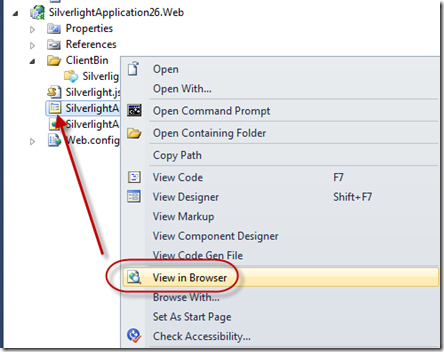 SilverlightApplication26.Web
Properties
References
ClientBin
Silverlig
Silverlight.js
SilverlightA
SilverlightA
Web.config
Open
Open With...
Open Command Prompt
Open Containing Folder
Copy Path
View Code F7
View Designer Shift+F7
View Markup
View Component Designer
View Code Gen File
View in Browser
Browse With...
Set As Start Page
Check Accessibility...